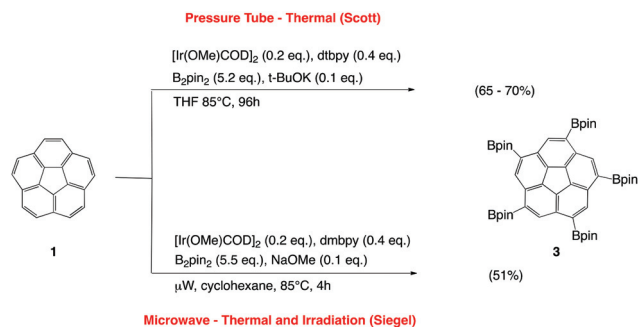 Pressure Tube - Thermal (Scott)
[Ir(OMe)COD]2 (0.2 eq.), dtbpy (0.4 eq.)
B2pin2 (5.2 eq.), t-BuOK (0.1 eq.)
THF 85°C, 96h
(65 - 70%)
Bpin
Bpin
Bpin
Bpin
Bpin
1
3
[Ir(OMe)COD]2 (0.2 eq.), dmbpy (0.4 eq.)
B2pin2 (5.5 eq.), NaOMe (0.1 eq.)
µW, cyclohexane, 85°C, 4h
(51%)
Microwave - Thermal and Irradiation (Siegel)